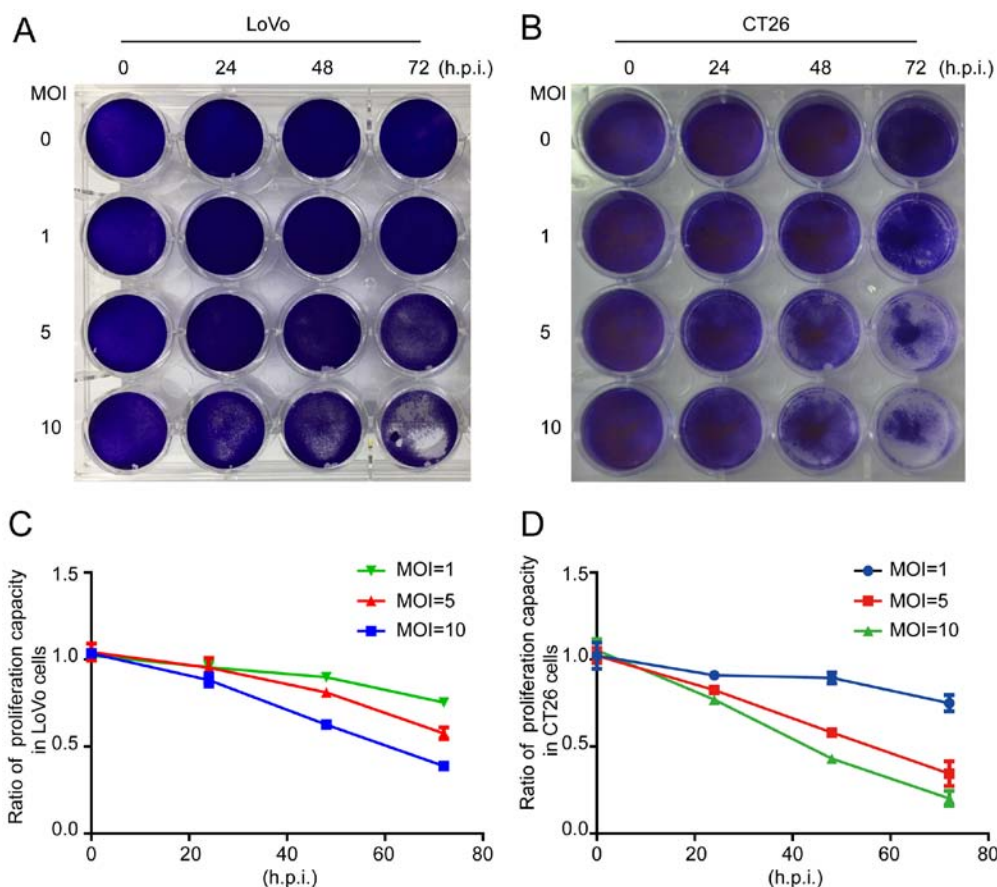 A
LoVo
0 24 48 72 (h.p.i.)
MOI
0
1
5
10
B
CT26
0 24 48 72 (h.p.i.)
MOI
0
1
5
10
C
Ratio of proliferation capacity
in LoVo cells
1.5
1.0
0.5
0.0
MOI=1
MOI=5
MOI=10
0 20 40 60 80
(h.p.i.)
D
Ratio of proliferation capacity
in CT26 cells
1.5
1.0
0.5
0.0
MOI=1
MOI=5
MOI=10
0 20 40 60 80
(h.p.i.)